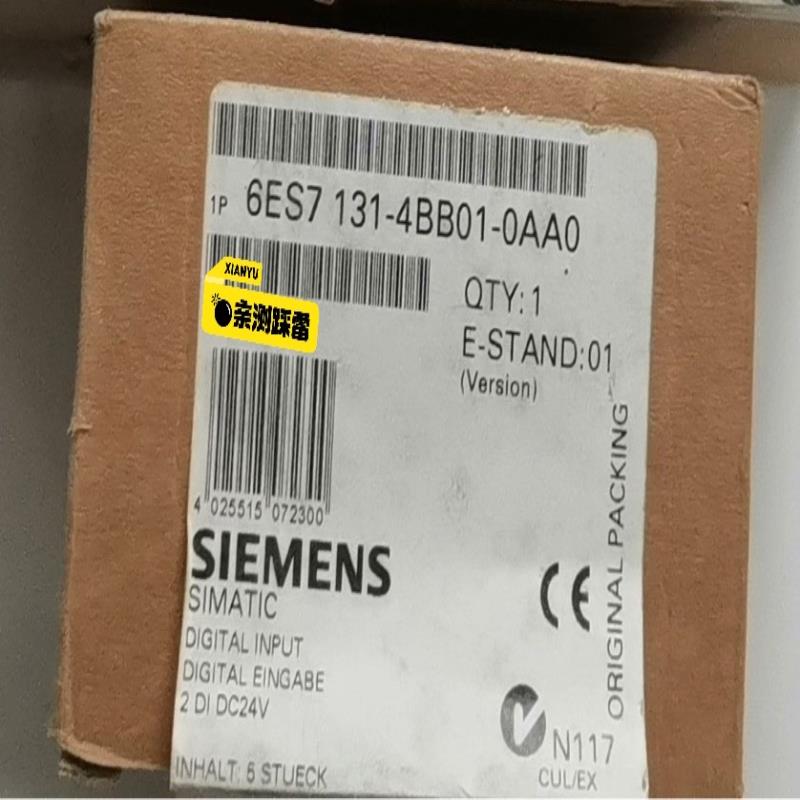 1P 6ES7 131-4BB01-0AA0
XIANYU
亲测踩雷
QTY: 1
E-STAND:01
(Version)
4 025515 072300
ORIGINAL PACKING
SIEMENS
SIMATIC
DIGITAL INPUT
DIGITAL EINGABE
2 DI DC24V
INHALT: 5 STUECK
CE
N117
CUL/EX